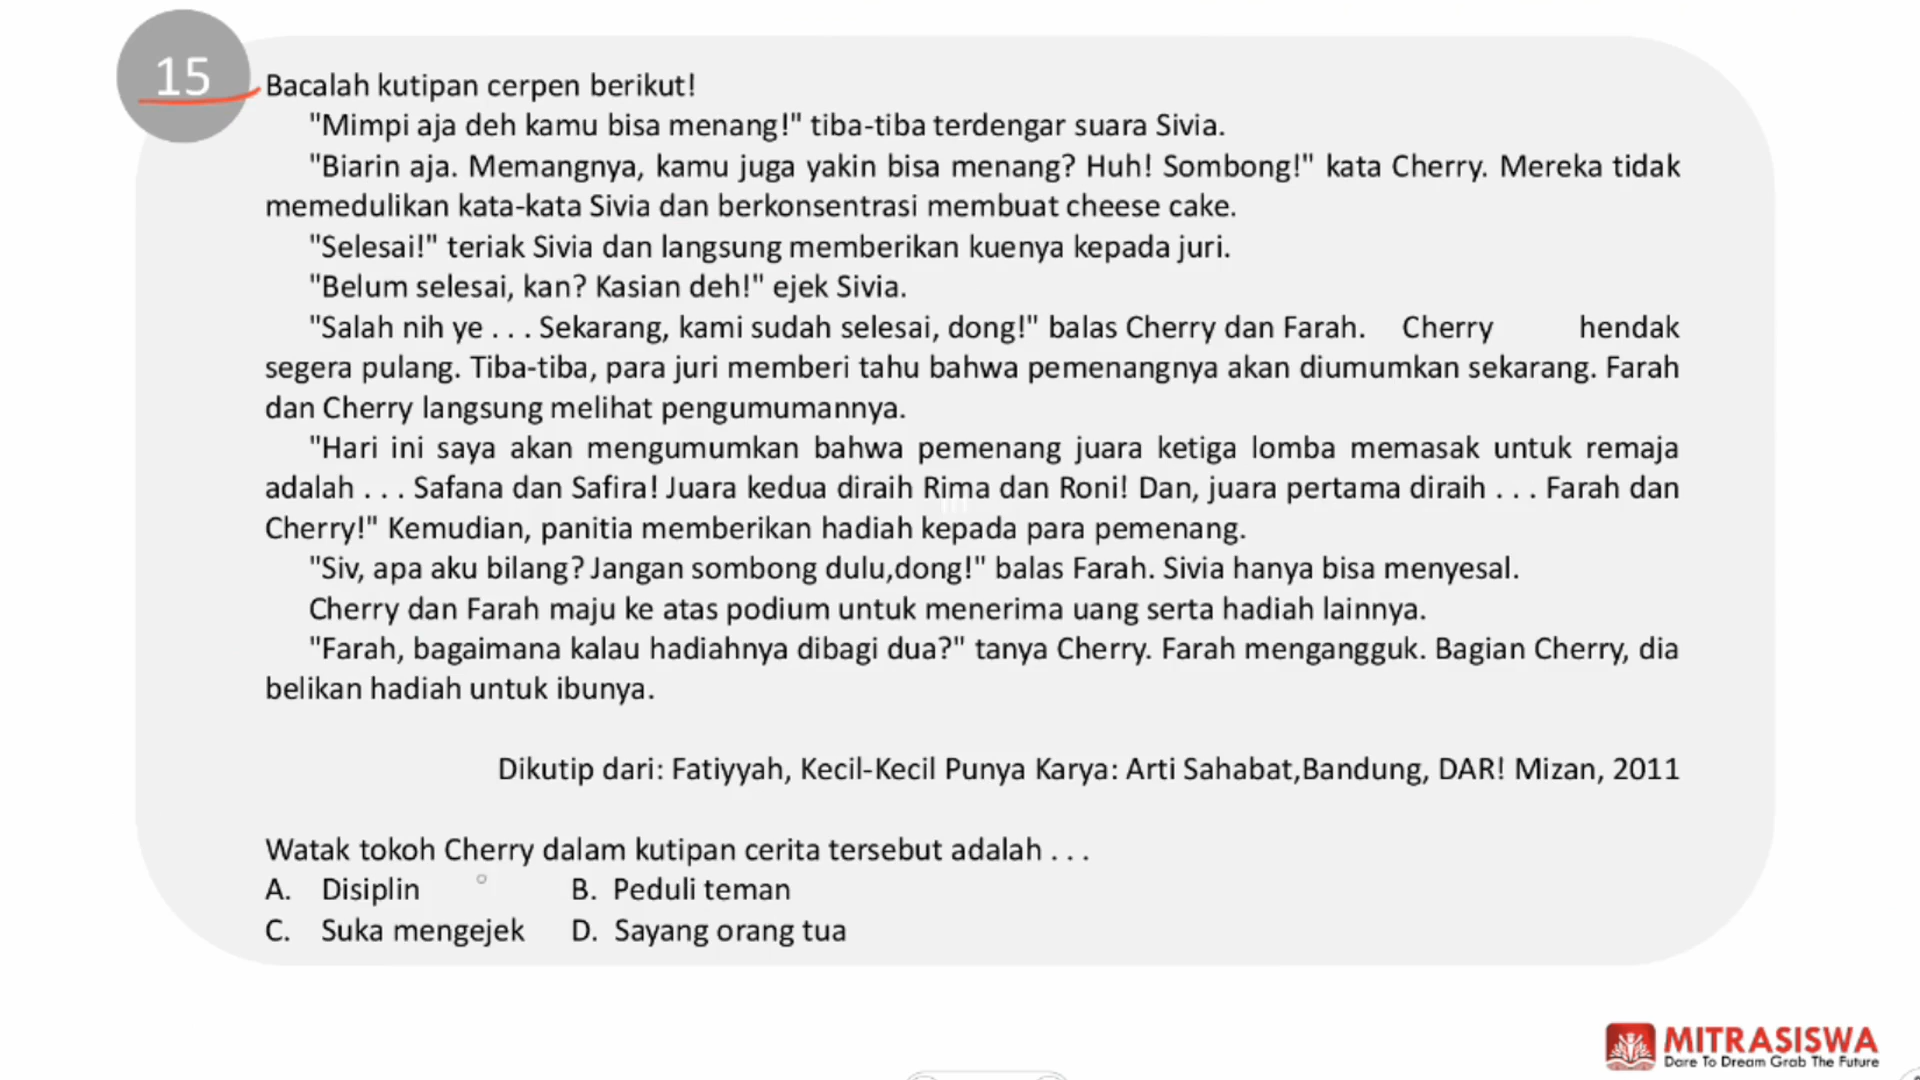 15
Bacalah kutipan cerpen berikut!
"Mimpi aja deh kamu bisa menang!" tiba-tiba terdengar suara Sivia.
"Biarin aja. Memangnya, kamu juga yakin bisa menang? Huh! Sombong!" kata Cherry. Mereka tidak
memedulikan kata-kata Sivia dan berkonsentrasi membuat cheese cake.
"Selesai!" teriak Sivia dan langsung memberikan kuenya kepada juri.
"Belum selesai, kan? Kasian deh!" ejek Sivia.
"Salah nih ye . . . Sekarang, kami sudah selesai, dong!" balas Cherry dan Farah. Cherry hendak
segera pulang. Tiba-tiba, para juri memberi tahu bahwa pemenangnya akan diumumkan sekarang. Farah
dan Cherry langsung melihat pengumumannya.
"Hari ini saya akan mengumumkan bahwa pemenang juara ketiga lomba memasak untuk remaja
adalah . . . Safana dan Safira! Juara kedua diraih Rima dan Roni! Dan, juara pertama diraih . . . Farah dan
Cherry!" Kemudian, panitia memberikan hadiah kepada para pemenang.
"Siv, apa aku bilang? Jangan sombong dulu,dong!" balas Farah. Sivia hanya bisa menyesal.
Cherry dan Farah maju ke atas podium untuk menerima uang serta hadiah lainnya.
"Farah, bagaimana kalau hadiahnya dibagi dua?" tanya Cherry. Farah mengangguk. Bagian Cherry, dia
belikan hadiah untuk ibunya.
Dikutip dari: Fatiyyah, Kecil-Kecil Punya Karya: Arti Sahabat,Bandung, DAR! Mizan, 2011
Watak tokoh Cherry dalam kutipan cerita tersebut adalah . . .
A. Disiplin B. Peduli teman
C. Suka mengejek D. Sayang orang tua
MITRASISWA
Dare To Dream Grab The Future